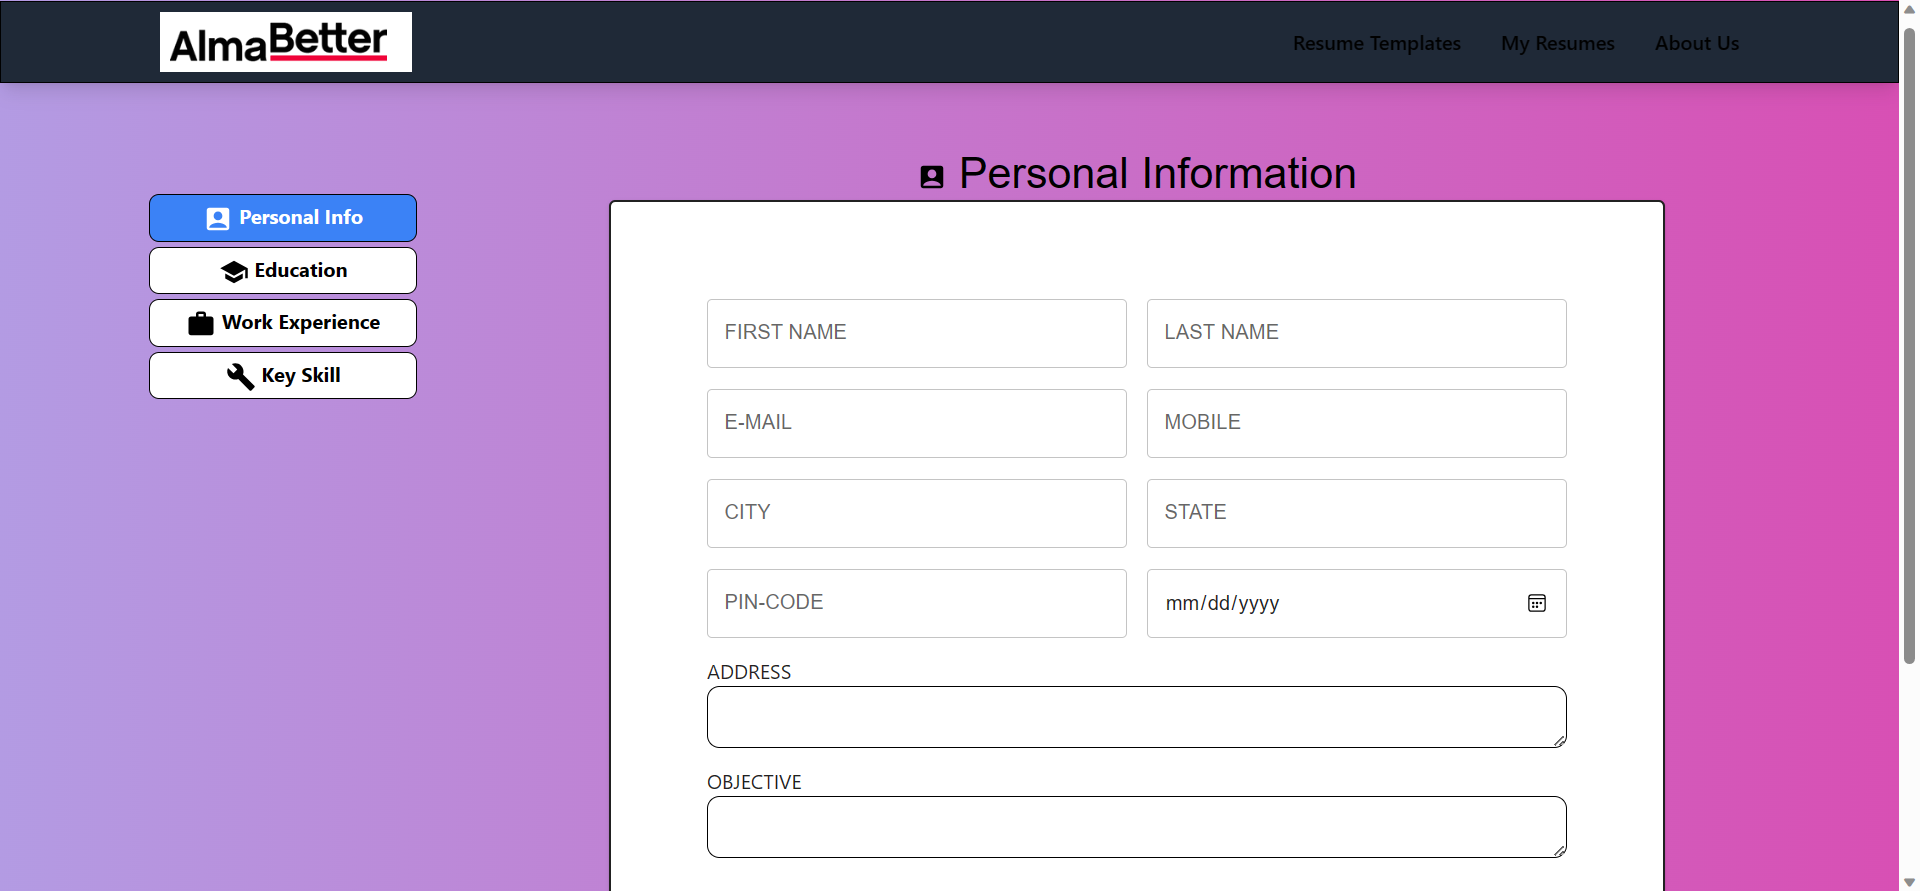 AlmaBetter
Resume Templates My Resumes About Us
Personal Information
Personal Info
Education
Work Experience
Key Skill
FIRST NAME LAST NAME
E-MAIL MOBILE
CITY STATE
PIN-CODE mm/dd/yyyy
ADDRESS
OBJECTIVE